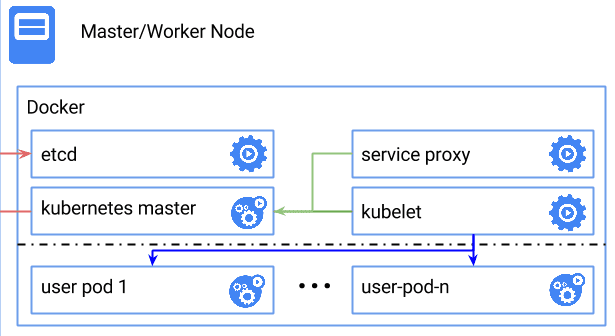 Master/Worker Node
Docker
etcd
service proxy
kubernetes master
kubelet
user pod 1
user-pod-n